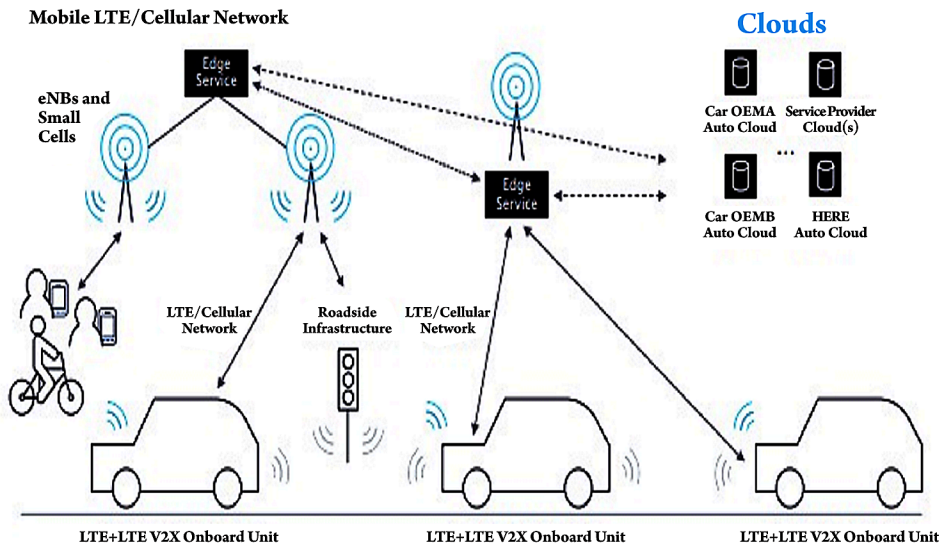 Mobile LTE/Cellular Network
Clouds
Edge
Service
eNBs and
Small
Cells
Car OEMA
Auto Cloud
Service Provider
Cloud(s)
...
Edge
Service
Car OEMB
Auto Cloud
HERE
Auto Cloud
LTE/Cellular
Network
Roadside
Infrastructure
LTE/Cellular
Network
LTE+LTE V2X Onboard Unit
LTE+LTE V2X Onboard Unit
LTE+LTE V2X Onboard Unit